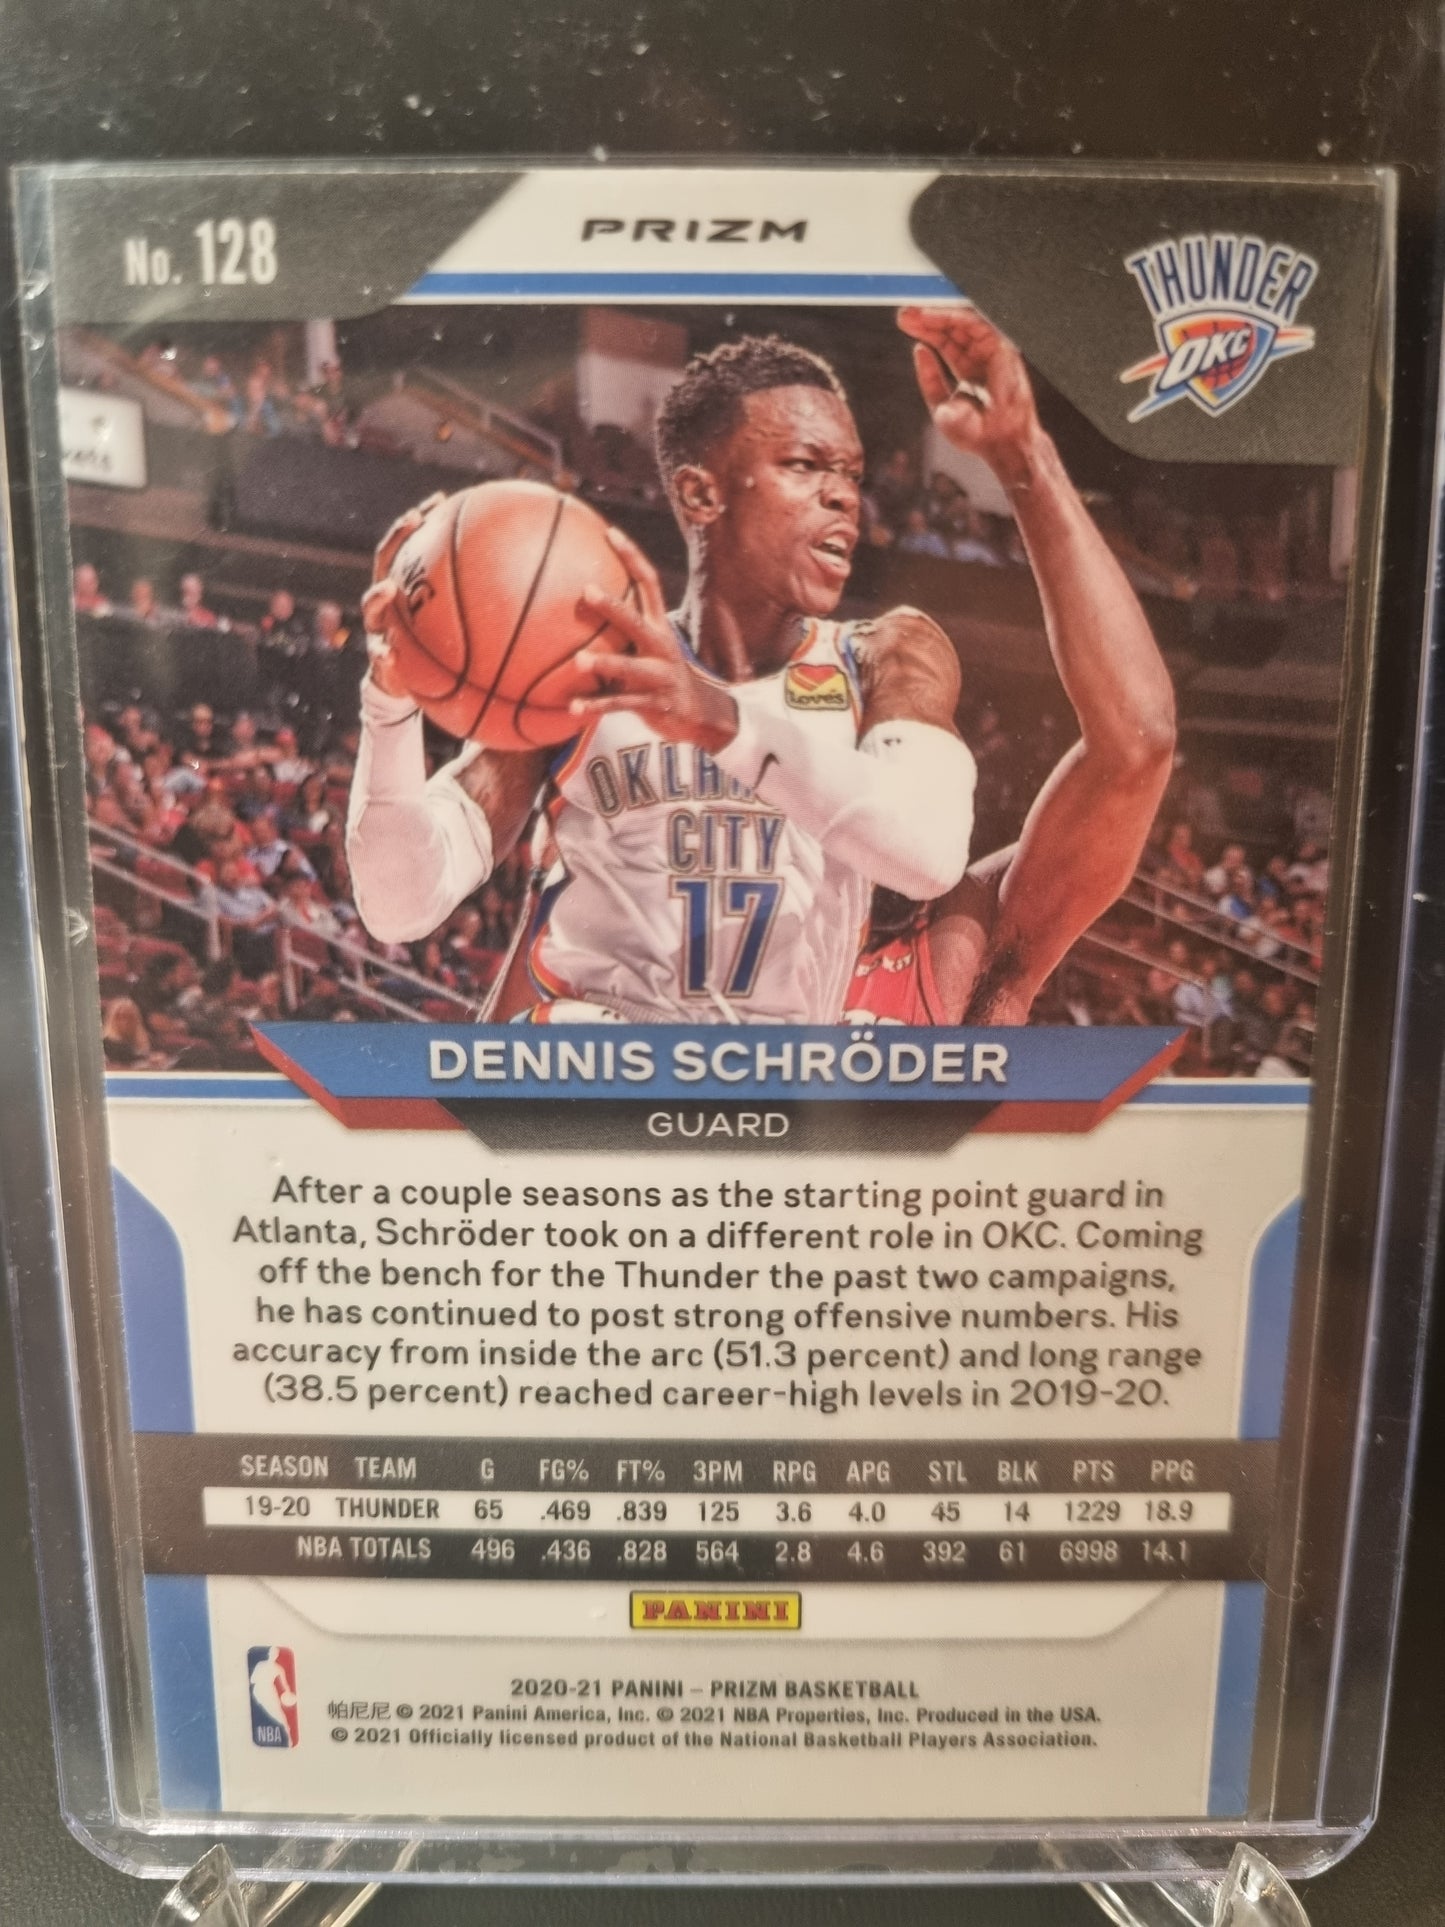 No. 128
PRIZM
THUNDER
OKC
Love's
OKLA
CITY
17
DENNIS SCHRÖDER
GUARD
After a couple seasons as the starting point guard in
Atlanta, Schröder took on a different role in OKC. Coming
off the bench for the Thunder the past two campaigns,
he has continued to post strong offensive numbers. His
accuracy from inside the arc (51.3 percent) and long range
(38.5 percent) reached career-high levels in 2019-20.
SEASON TEAM G FG% FT% 3PM RPG APG STL BLK PTS PPG
19-20 THUNDER 65 .469 .839 125 3.6 4.0 45 14 1229 18.9
NBA TOTALS 496 .436 .828 564 2.8 4.6 392 61 6998 14.1
PANINI
NBA
2020-21 PANINI – PRIZM BASKETBALL
帕尼尼 © 2021 Panini America, Inc. © 2021 NBA Properties, Inc. Produced in the USA.
© 2021 Officially licensed product of the National Basketball Players Association.